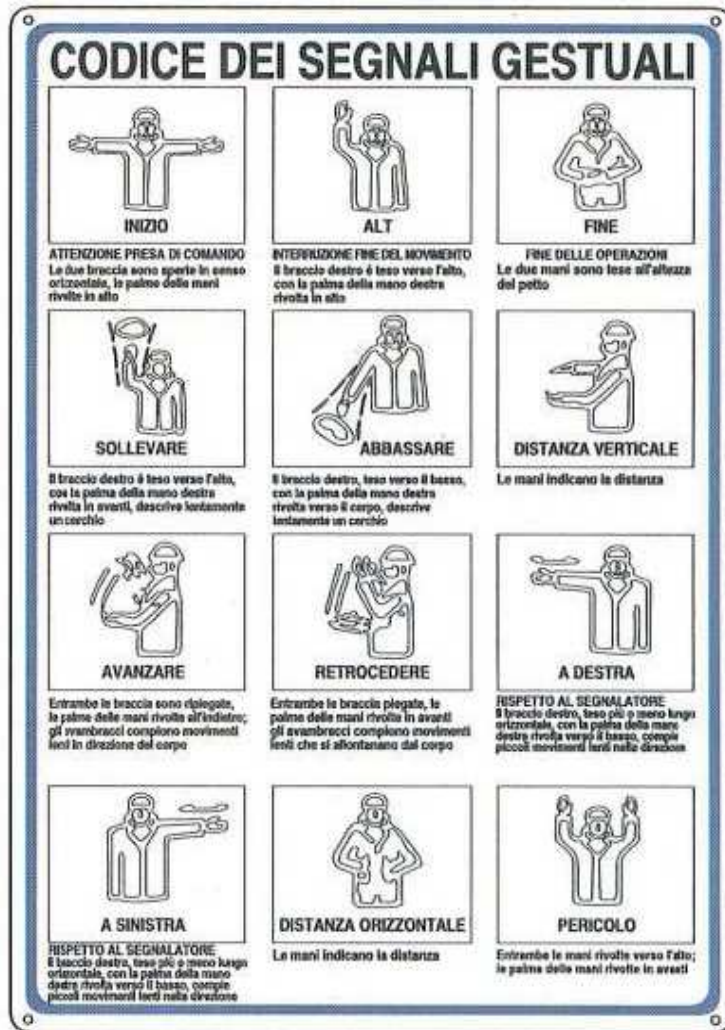 CODICE DEI SEGNALI GESTUALI
INIZIO
ATTENZIONE PRESA DI COMANDO
Le due braccia sono aperte in senso
orizontale, le palme delle mani
rivolte in alto
ALT
INTERRUZIONE FINE DEL MOVIMENTO
Il braccio destro é teso verso l'alto,
con la palma della mano destra
rivolta in alto
FINE
FINE DELLE OPERAZIONI
Le due mani sono tese all'altezza
del petto
SOLLEVARE
Il braccio destro é teso verso l'alto,
con la palma della mano destra
rivolta in avanti, descrive lentamente
un cerchio
ABBASSARE
Il braccio destro, teso verso il basso,
con la palma della mano destra
rivolta verso il corpo, descrive
lentamente un cerchio
DISTANZA VERTICALE
Le mani indicano la distanza
AVANZARE
Entrambe le braccia sono ripiegate,
le palme delle mani rivolte all'indietro;
gli avambracci compiono movimenti
lenti in direzione del corpo
RETROCEDERE
Entrambe le braccia piegate, le
palme delle mani rivolte in avanti
gli avambracci compiono movimenti
lenti che si allontanano dal corpo
A DESTRA
RISPETTO AL SEGNALATORE
Il braccio destro, teso più o meno lungo
orizzontale, con la palma della mano
destra rivolta verso il basso, compie
piccoli movimenti lenti nella direzione
A SINISTRA
RISPETTO AL SEGNALATORE
Il braccio destro, teso più o meno lungo
orizontale, con la palma della mano
destra rivolta verso il basso, compie
piccoli movimenti lenti nella direzione
DISTANZA ORIZZONTALE
Le mani indicano la distanza
PERICOLO
Entrambe le mani rivolte verso l'alto;
le palme delle mani rivolte in avanti